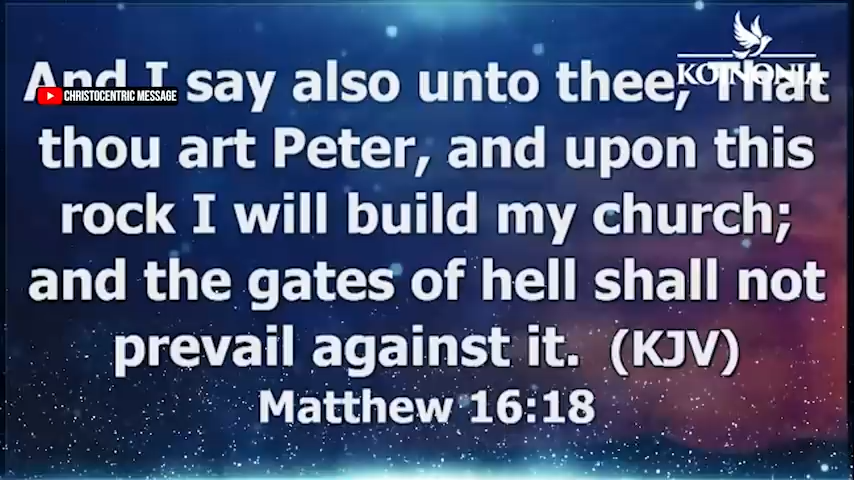 KOINONIA
CHRISTOCENTRIC MESSAGE
And I say also unto thee, That
thou art Peter, and upon this
rock I will build my church;
and the gates of hell shall not
prevail against it. (KJV)
Matthew 16:18